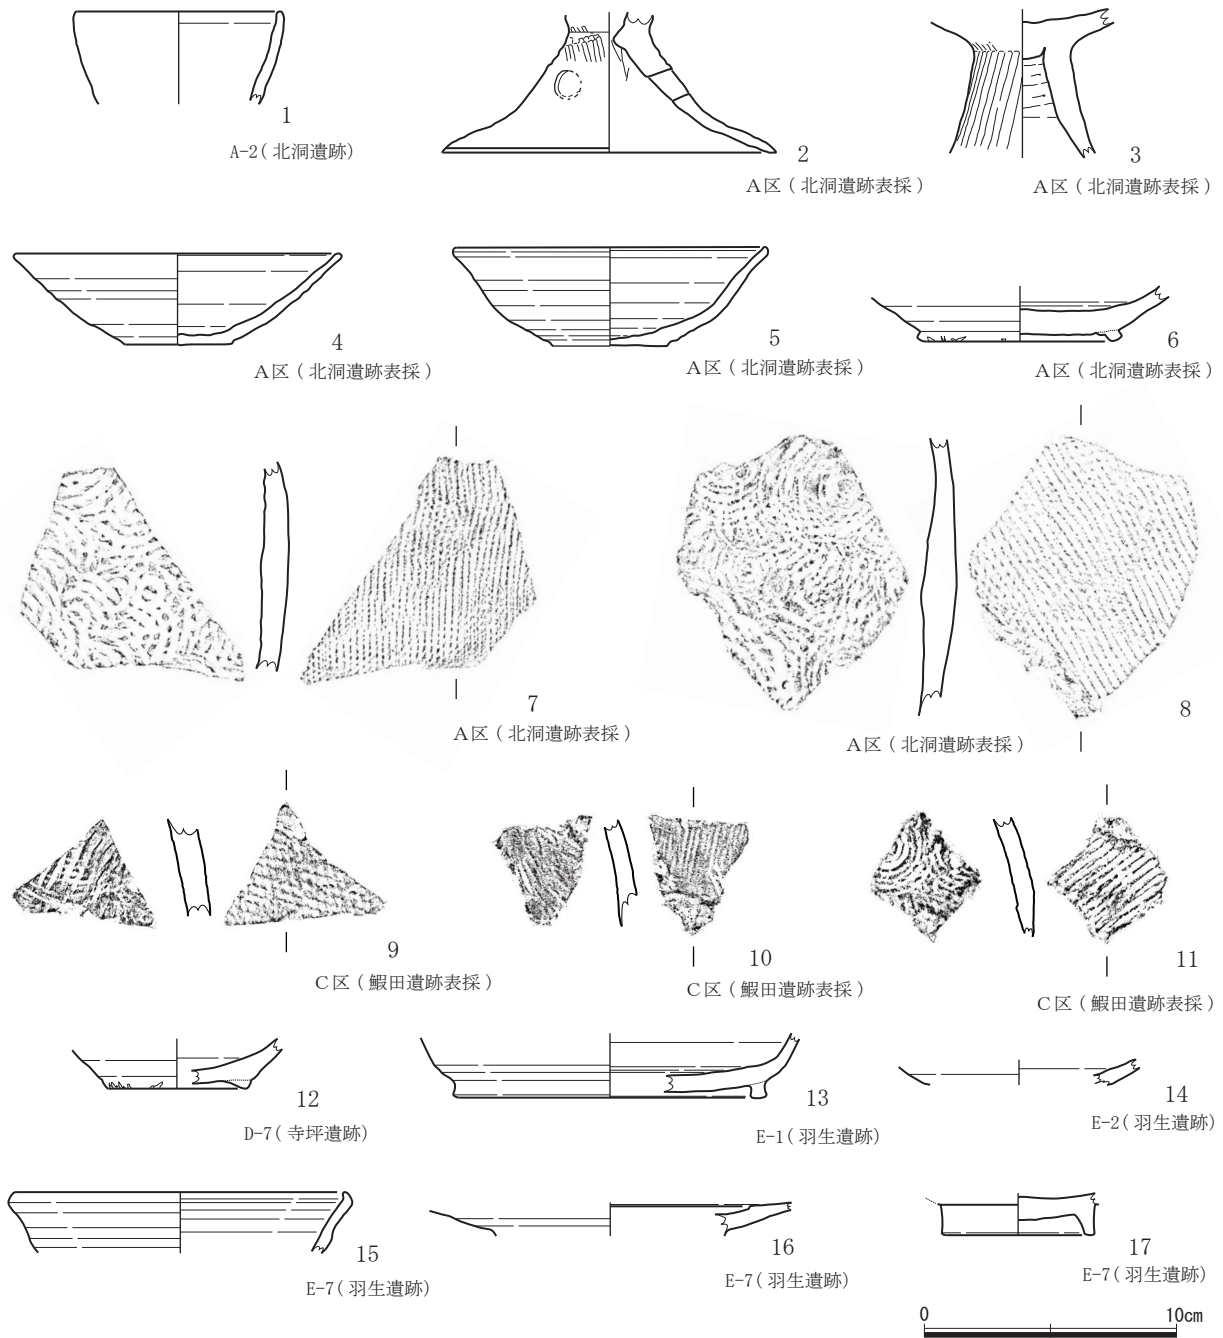 1
A-2(北洞遺跡)
2
A区(北洞遺跡表採)
3
A区(北洞遺跡表採)
4
A区(北洞遺跡表採)
5
A区(北洞遺跡表採)
6
A区(北洞遺跡表採)
7
A区(北洞遺跡表採)
8
A区(北洞遺跡表採)
9
C区(鰕田遺跡表採)
10
C区(鰕田遺跡表採)
11
C区(鰕田遺跡表採)
12
D-7(寺坪遺跡)
13
E-1(羽生遺跡)
14
E-2(羽生遺跡)
15
E-7(羽生遺跡)
16
E-7(羽生遺跡)
17
E-7(羽生遺跡)
0 10cm